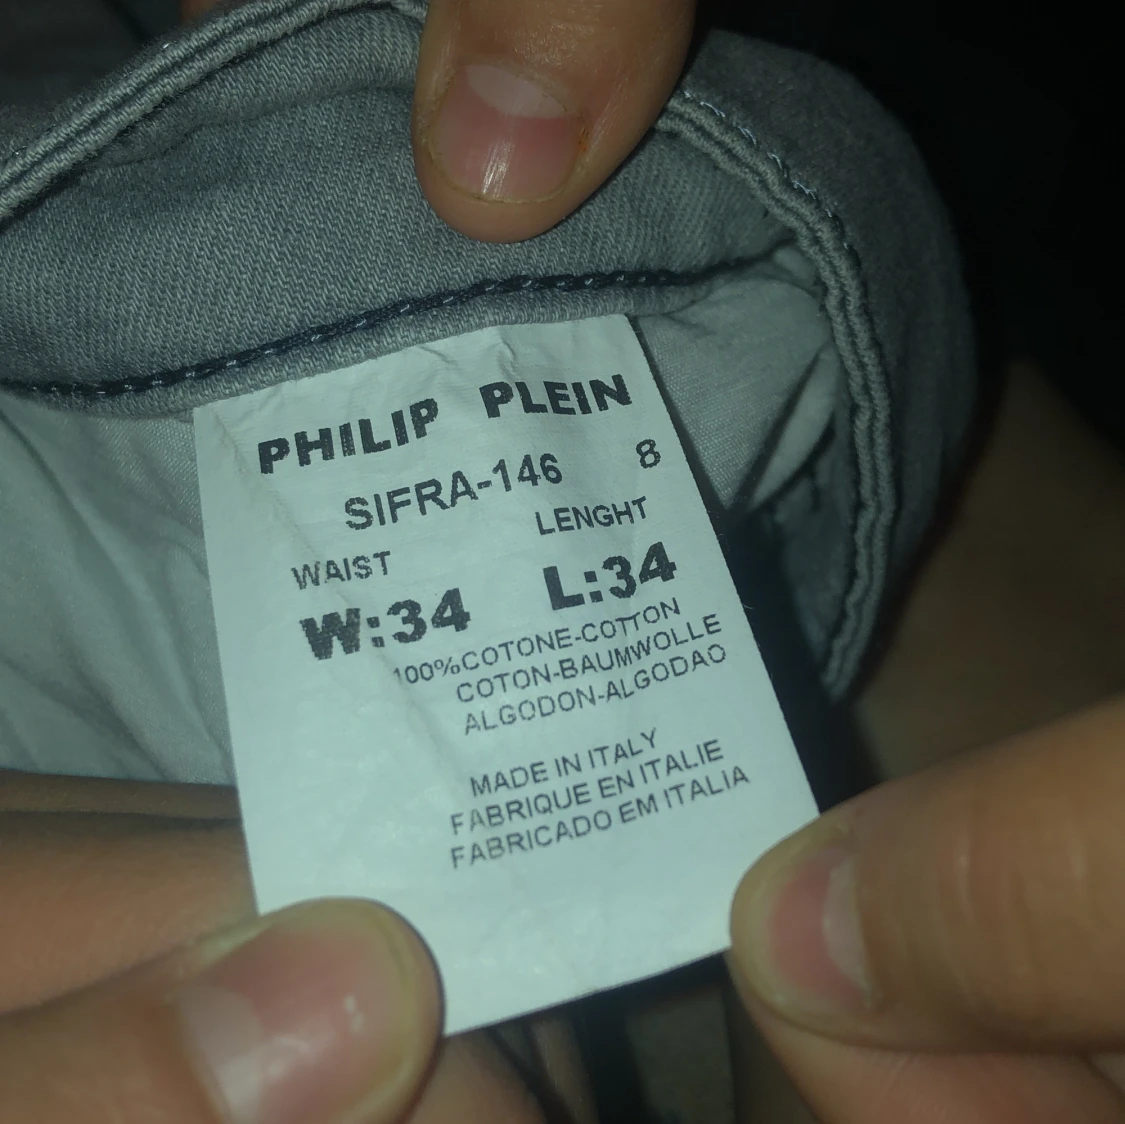 PHILIP PLEIN
SIFRA-146 8
LENGHT
WAIST
W:34 L:34
100%COTONE-COTTON
COTON-BAUMWOLLE
ALGODON-ALGODAO
MADE IN ITALY
FABRIQUE EN ITALIE
FABRICADO EM ITALIA